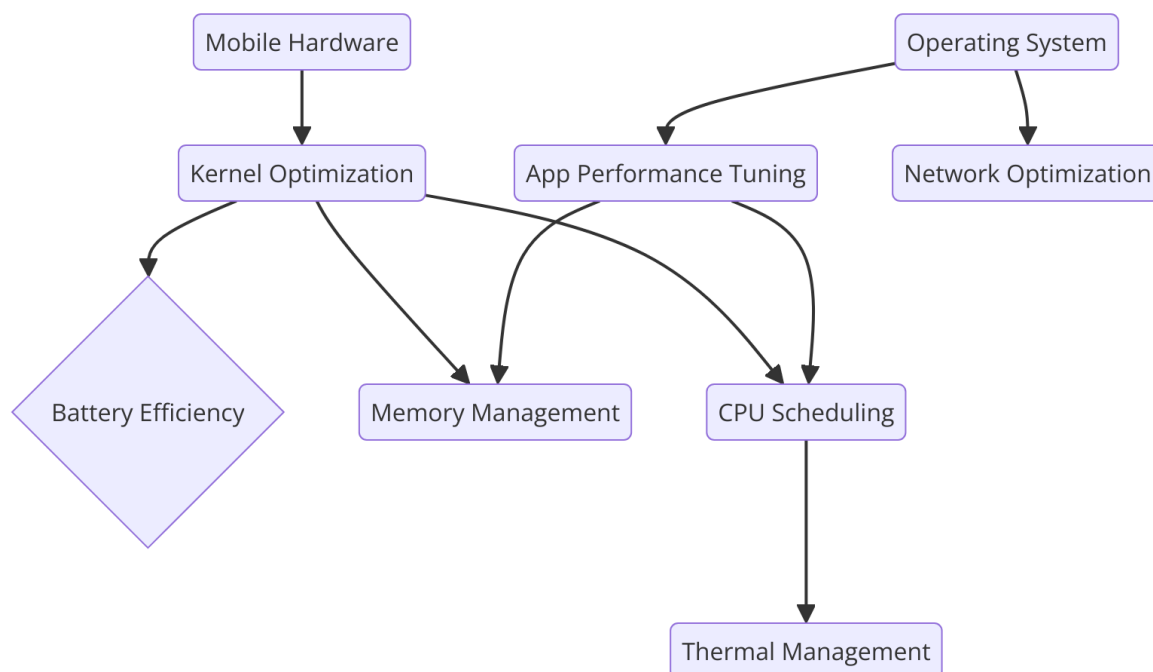 Mobile Hardware
Operating System
Kernel Optimization
App Performance Tuning
Network Optimization
Battery Efficiency
Memory Management
CPU Scheduling
Thermal Management